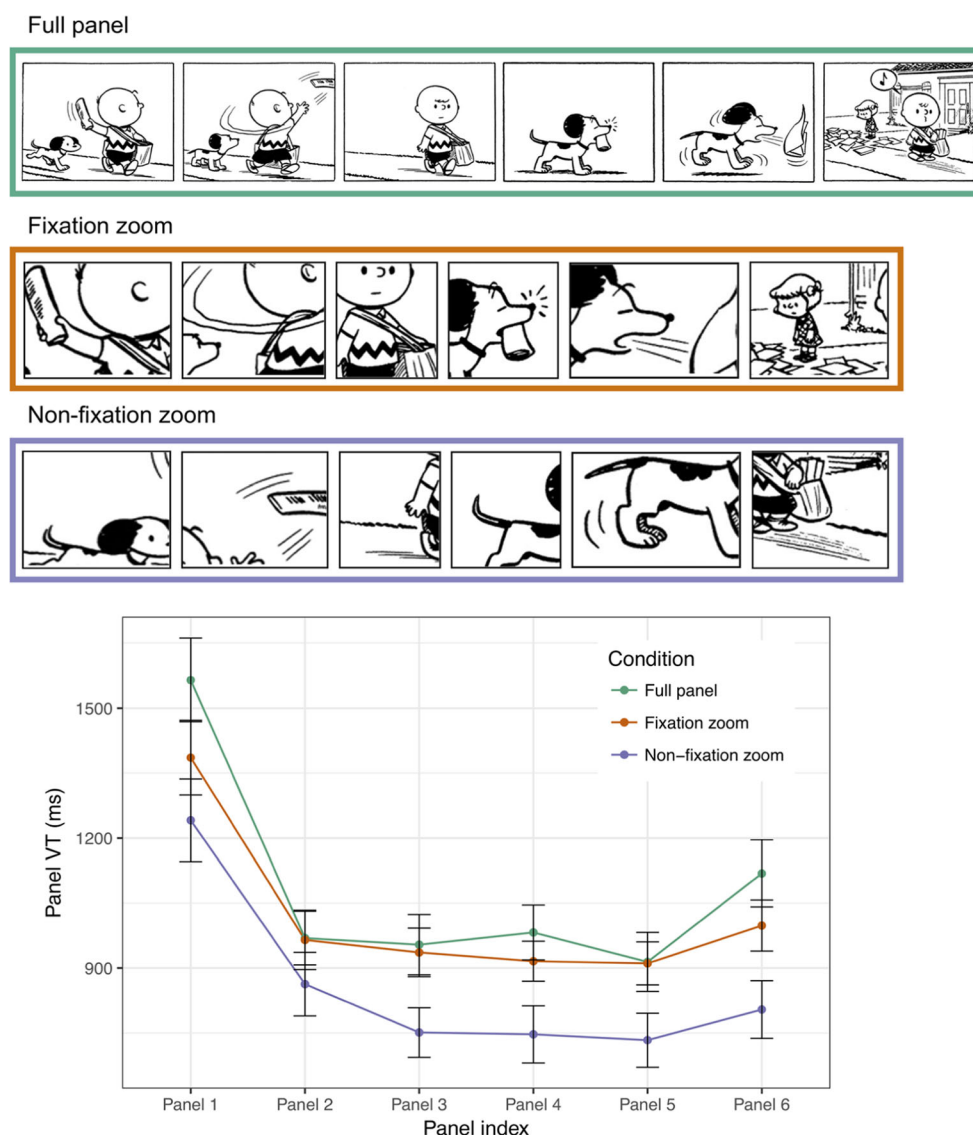 Full panel
Fixation zoom
Non-fixation zoom
Condition
Full panel
Fixation zoom
Non−fixation zoom
1500
1200
900
Panel VT (ms)
Panel 1 Panel 2 Panel 3 Panel 4 Panel 5 Panel 6
Panel index